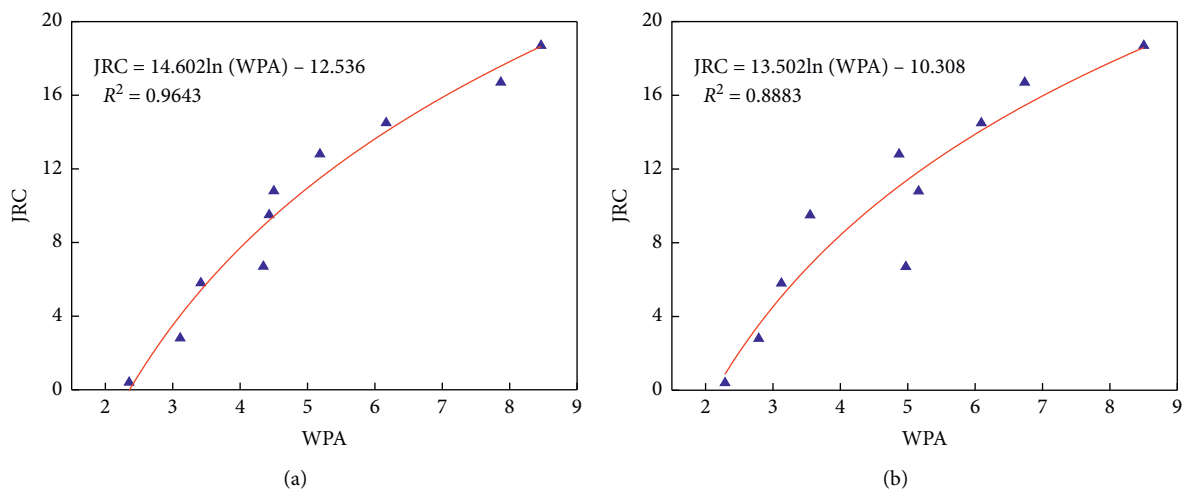 20
16
12
8
4
0
JRC
JRC = 14.602ln (WPA) – 12.536
R² = 0.9643
2 3 4 5 6 7 8 9
WPA
(a)
20
16
12
8
4
0
JRC
JRC = 13.502ln (WPA) – 10.308
R² = 0.8883
2 3 4 5 6 7 8 9
WPA
(b)